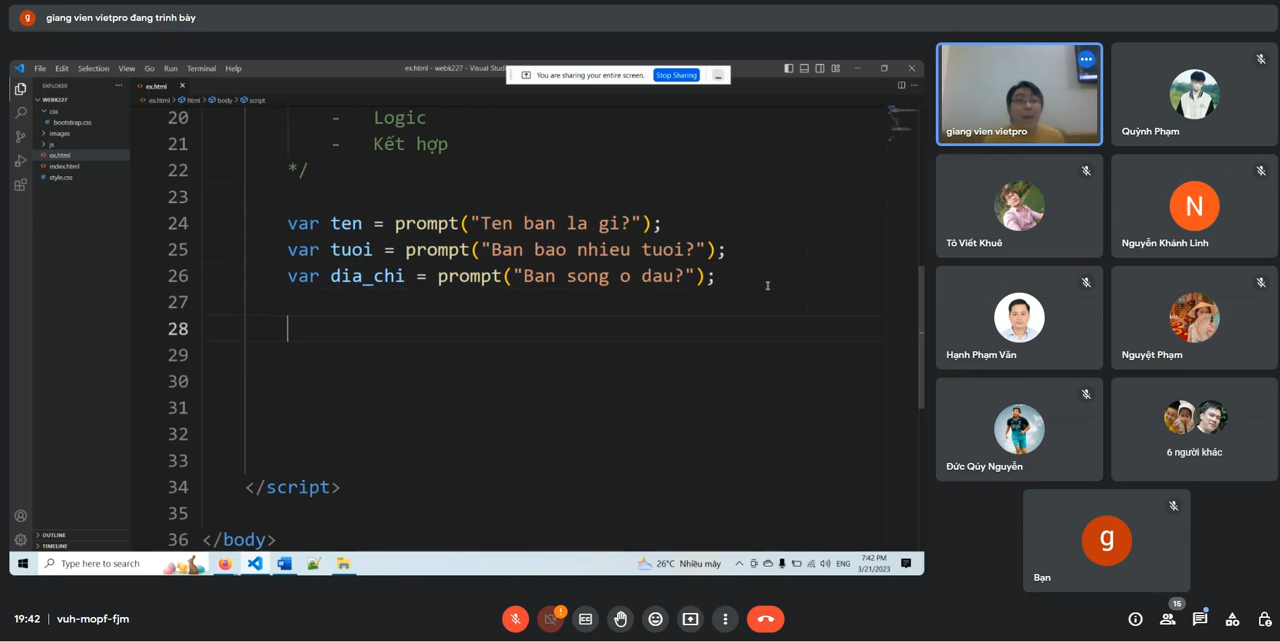 g giang vien vietpro đang trình bày
File Edit Selection View Go Run Terminal Help
ex.html - webk227 - Visual Stud
You are sharing your entire screen. Stop Sharing
EXPLORER
WEBK227
css
bootstrap.css
images
js
ex.html
index.html
style.css
OUTLINE
TIMELINE
ex.html
ex.html > html > body > script
20 - Logic
21 - Kết hợp
22 */
23
24 var ten = prompt("Ten ban la gi?");
25 var tuoi = prompt("Ban bao nhieu tuoi?");
26 var dia_chi = prompt("Ban song o dau?");
27
28
29
30
31
32
33
34 </script>
35
36 </body>
Type here to search
26°C Nhiều mây
ENG
7:42 PM
3/21/2023
giang vien vietpro
Quỳnh Phạm
Tô Viết Khuê
N
Nguyễn Khánh Linh
Hạnh Phạm Văn
Nguyệt Phạm
Đức Qúy Nguyễn
6 người khác
g
Bạn
19:42 | vuh-mopf-fjm
15